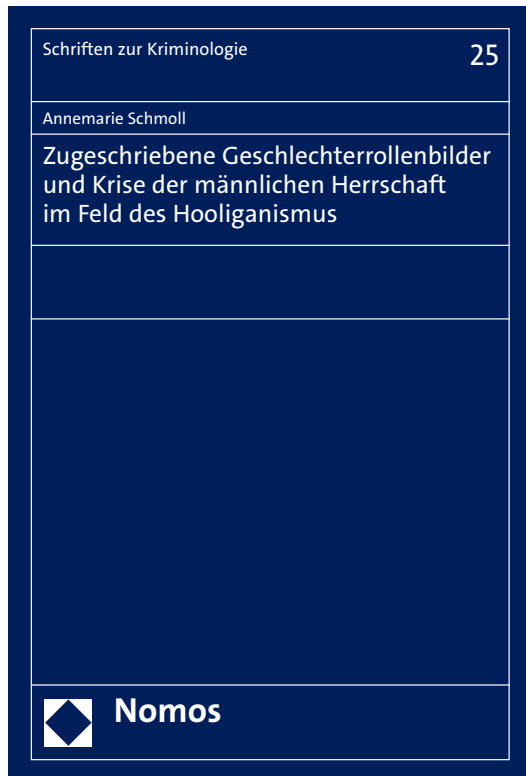 Schriften zur Kriminologie
25
Annemarie Schmoll
Zugeschriebene Geschlechterrollenbilder
und Krise der männlichen Herrschaft
im Feld des Hooliganismus
Nomos